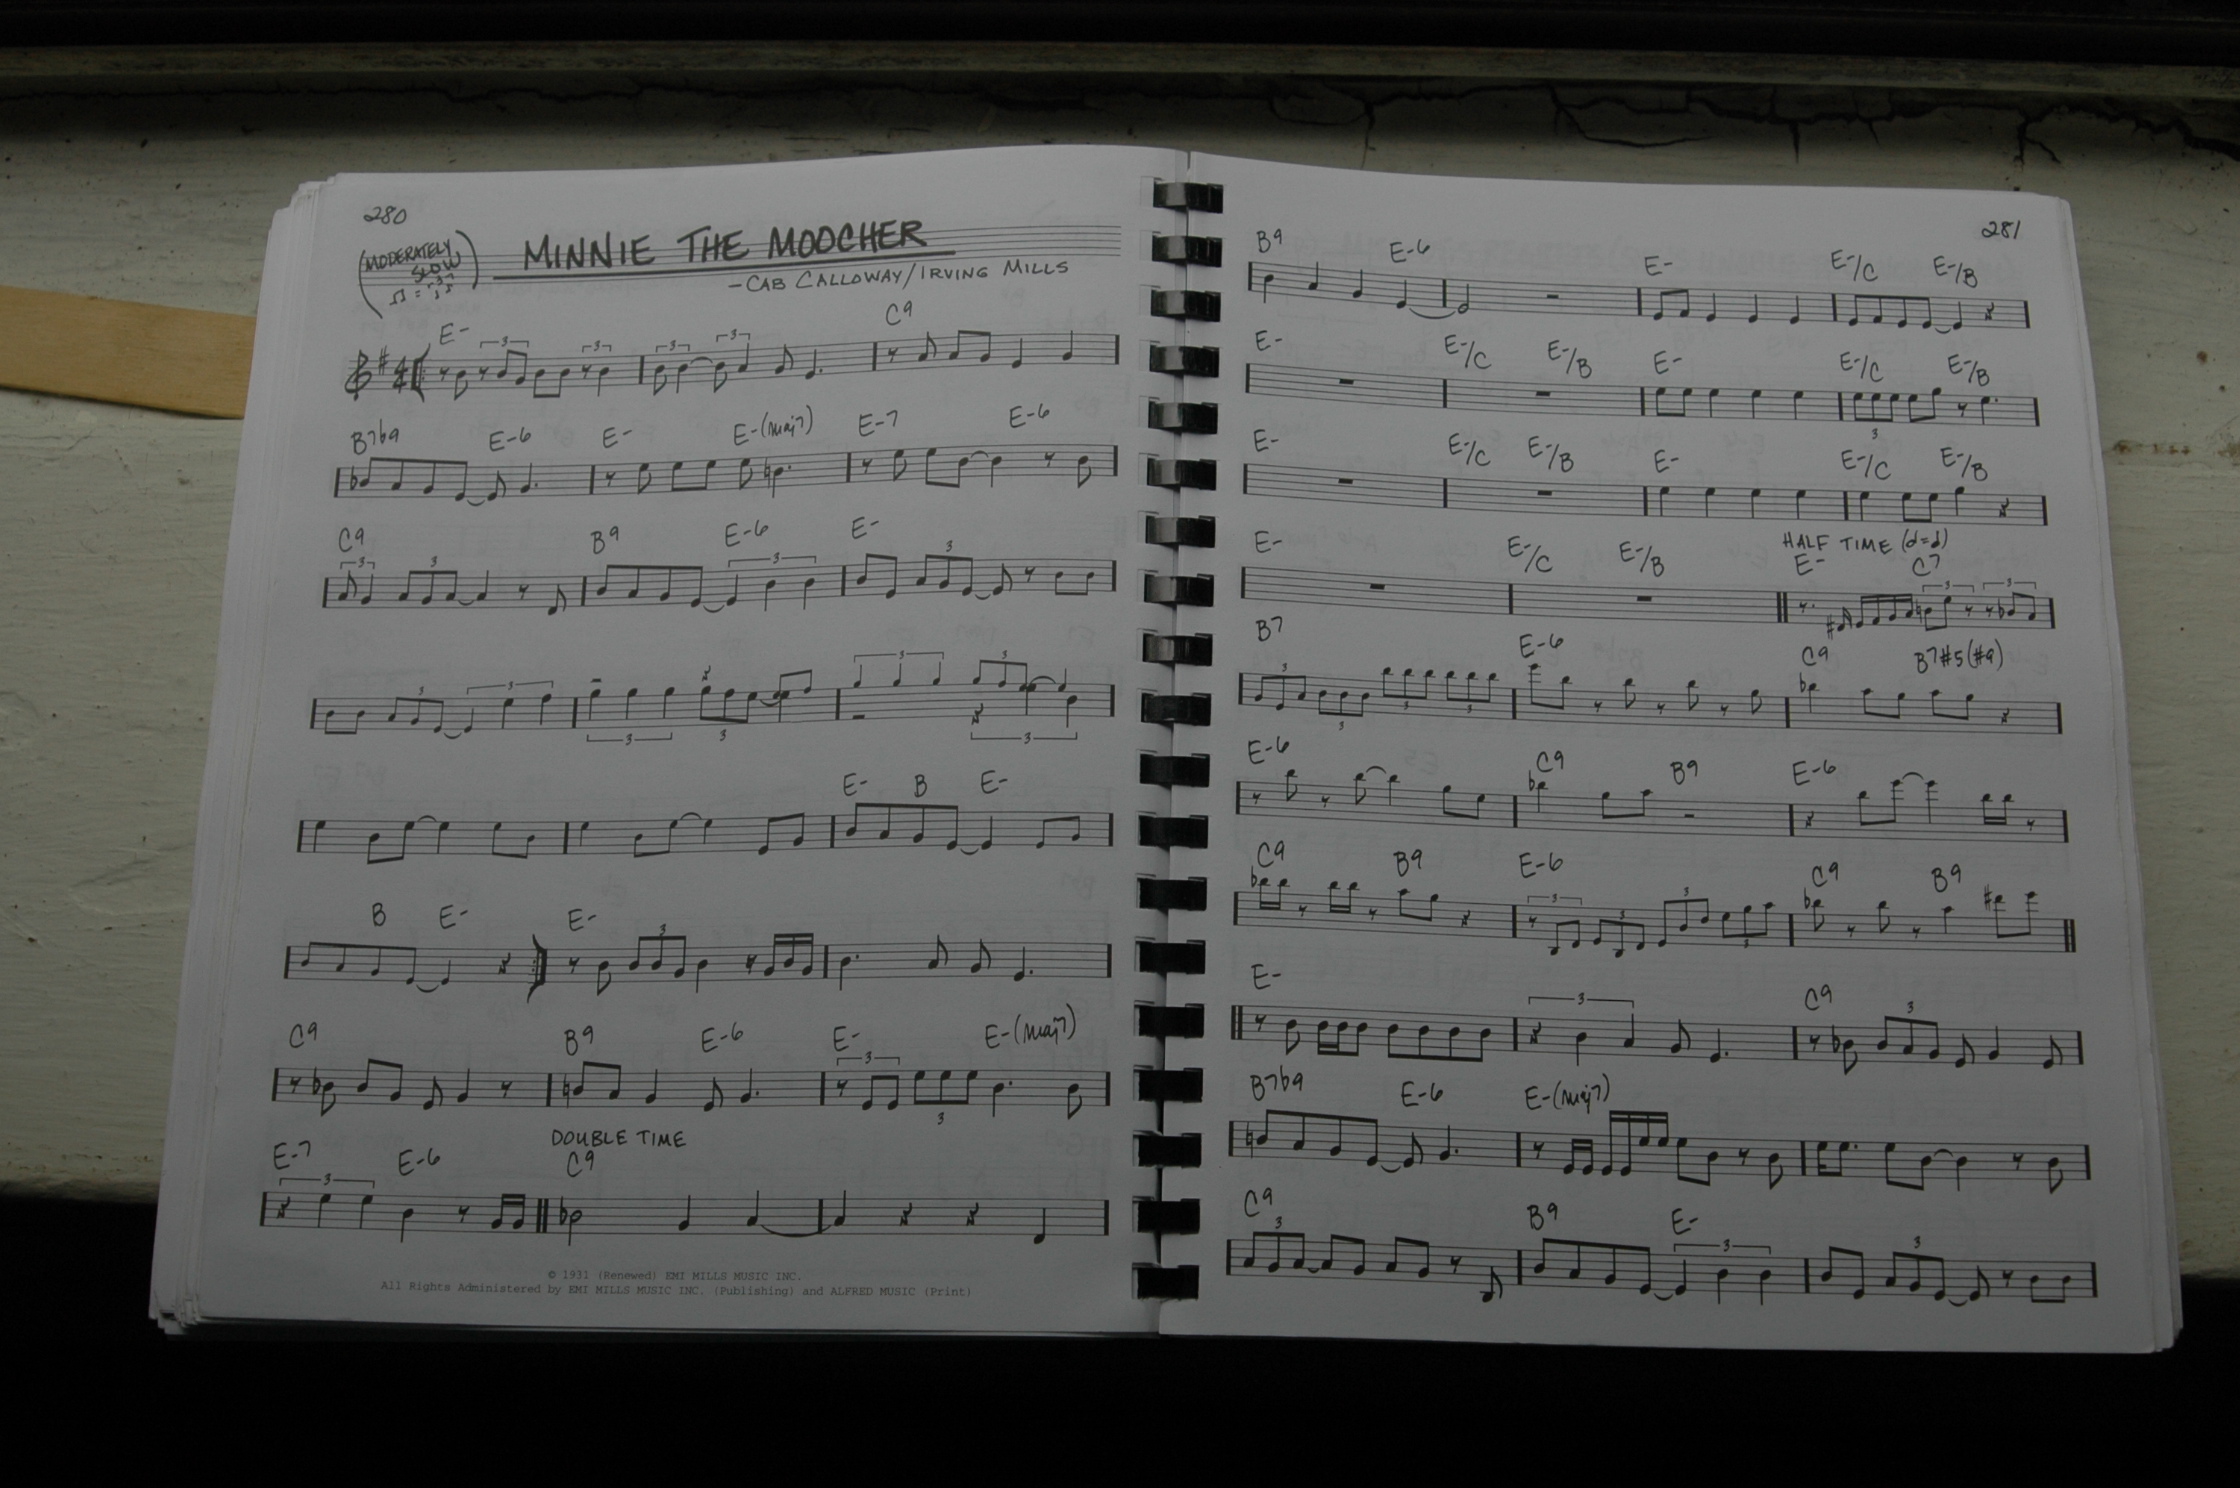 280
(MODERATELY SLOW)
MINNIE THE MOOCHER
– CAB CALLOWAY/IRVING MILLS
E- C9
B7b9 E-6 E- E-(maj7) E-7 E-6
C9 B9 E-6 E-
E- B E-
B E- E-
C9 B9 E-6 E- E-(maj7)
DOUBLE TIME
E-7 E-6 C9
© 1931 (Renewed) EMI MILLS MUSIC INC.
All Rights Administered by EMI MILLS MUSIC INC. (Publishing) and ALFRED MUSIC (Print)
281
B9 E-6 E- E-/C E-/B
E- E-/C E-/B E- E-/C E-/B
E- E-/C E-/B E- E-/C E-/B
HALF TIME
E- E-/C E-/B E- C7
B7 E-6 C9 B7#5(#9)
E-6 C9 B9 E-6
C9 B9 E-6 C9 B9
E- C9
B7b9 E-6 E-(maj7)
C9 B9 E-